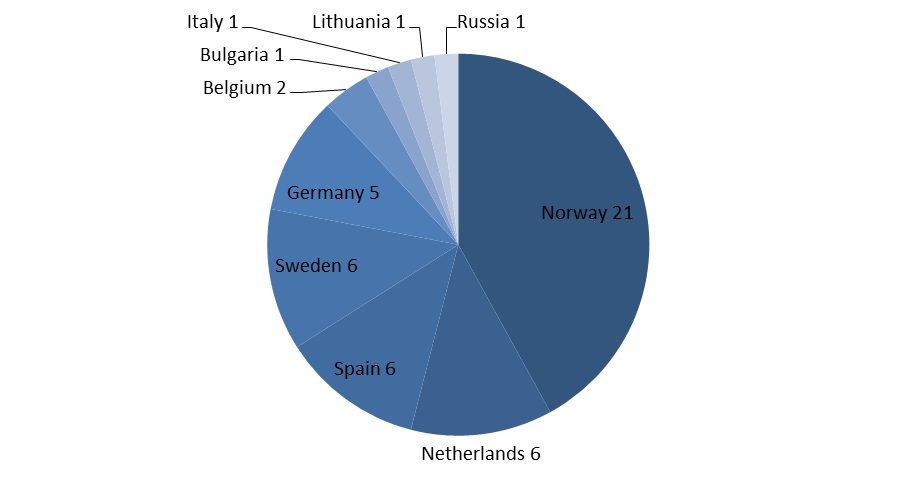 Italy 1
Lithuania 1
Russia 1
Bulgaria 1
Belgium 2
Germany 5
Norway 21
Sweden 6
Spain 6
Netherlands 6